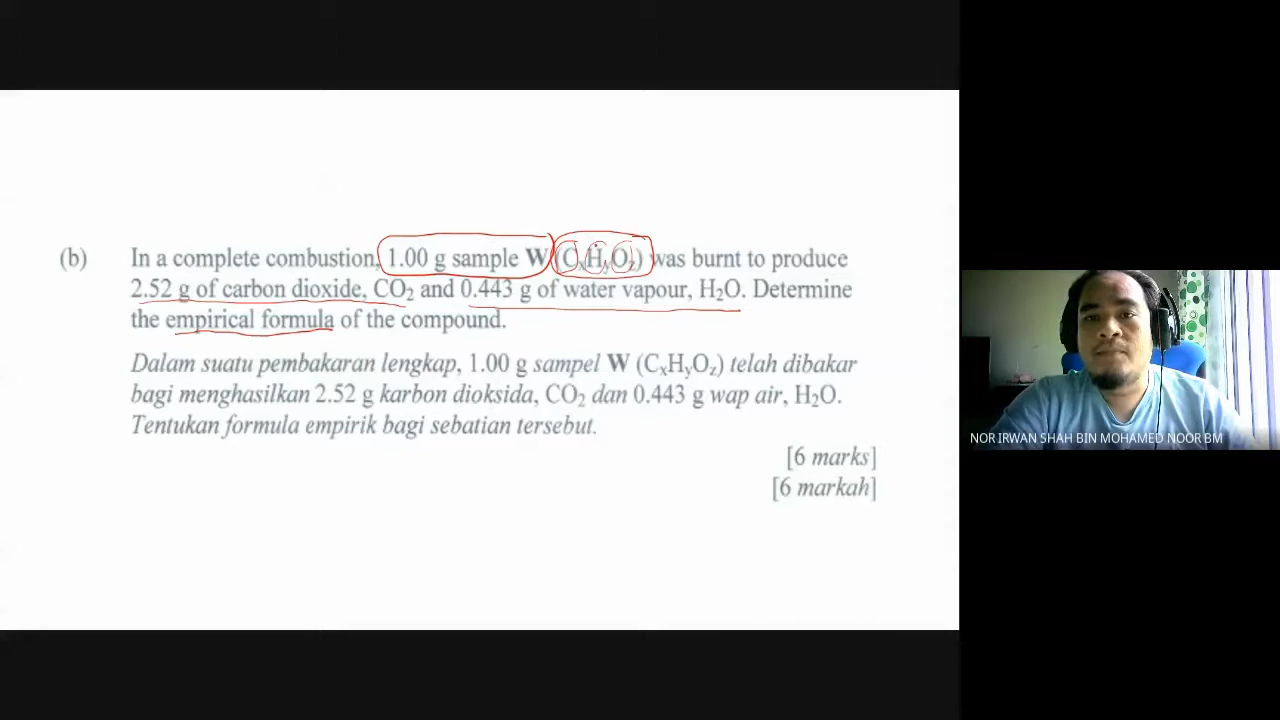 (b) In a complete combustion, 1.00 g sample W (CxHyOz) was burnt to produce
2.52 g of carbon dioxide, CO2 and 0.443 g of water vapour, H2O. Determine
the empirical formula of the compound.
Dalam suatu pembakaran lengkap, 1.00 g sampel W (CxHyOz) telah dibakar
bagi menghasilkan 2.52 g karbon dioksida, CO2 dan 0.443 g wap air, H2O.
Tentukan formula empirik bagi sebatian tersebut.
[6 marks]
[6 markah]
NOR IRWAN SHAH BIN MOHAMED NOOR BM